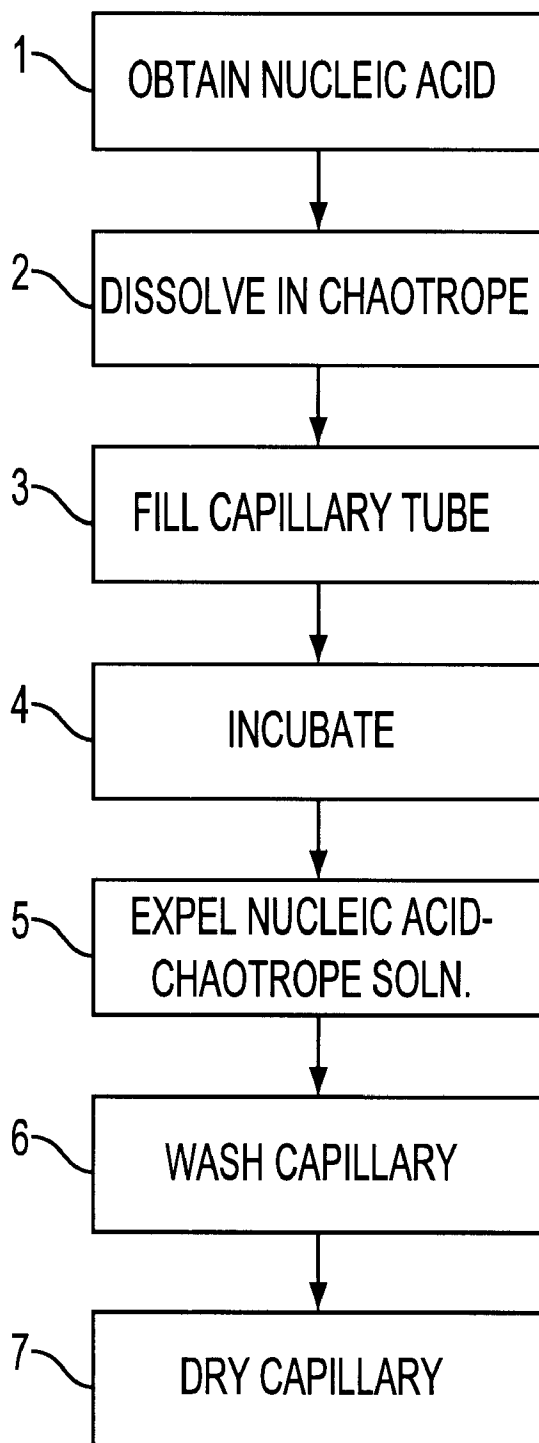 1
OBTAIN NUCLEIC ACID
2
DISSOLVE IN CHAOTROPE
3
FILL CAPILLARY TUBE
4
INCUBATE
5
EXPEL NUCLEIC ACID-
CHAOTROPE SOLN.
6
WASH CAPILLARY
7
DRY CAPILLARY